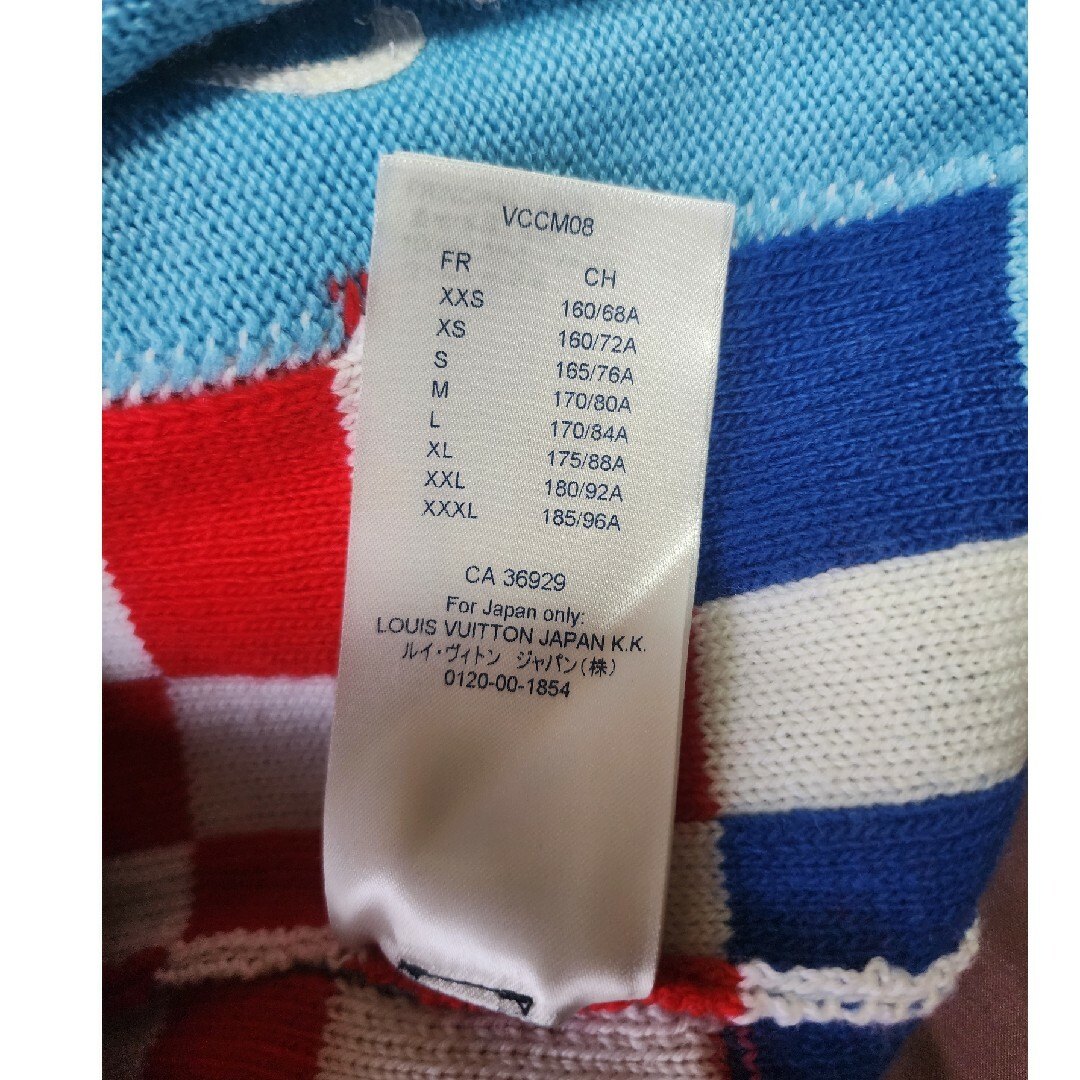 VCCM08
FR CH
XXS 160/68A
XS 160/72A
S 165/76A
M 170/80A
L 170/84A
XL 175/88A
XXL 180/92A
XXXL 185/96A
CA 36929
For Japan only:
LOUIS VUITTON JAPAN K.K.
ルイ・ヴィトン ジャパン(株)
0120-00-1854